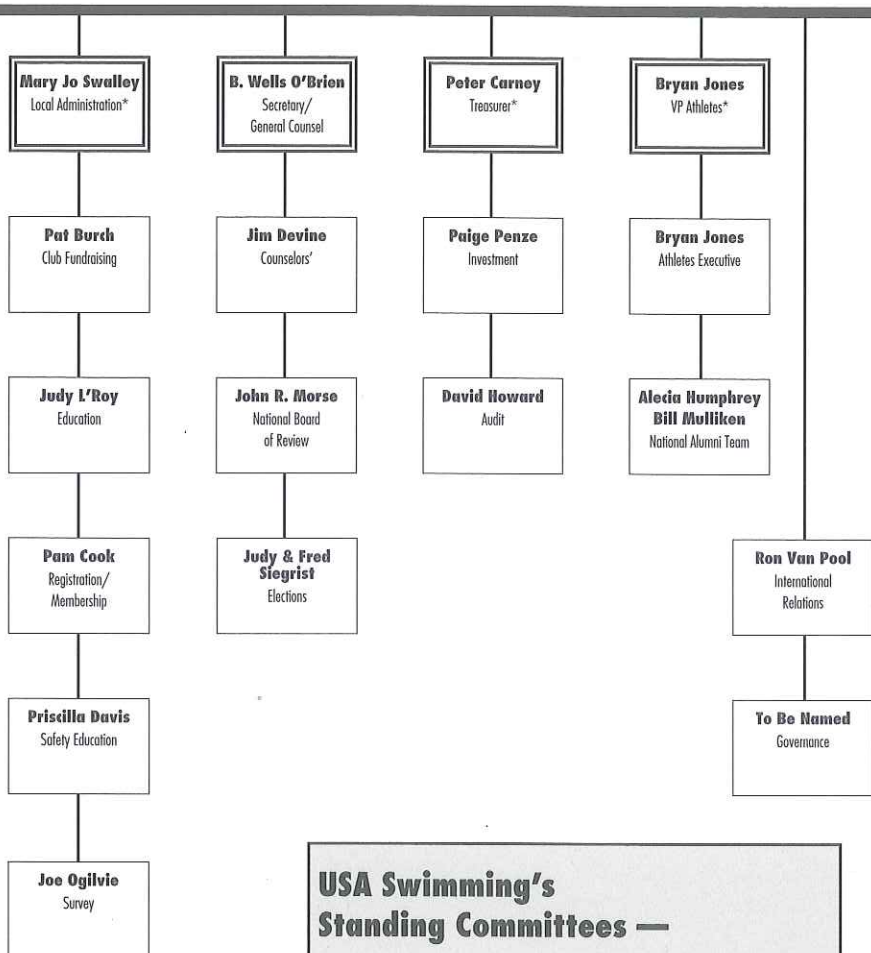 Mary Jo Swalley
Local Administration*
Pat Burch
Club Fundraising
Judy L'Roy
Education
Pam Cook
Registration/
Membership
Priscilla Davis
Safety Education
Joe Ogilvie
Survey
B. Wells O'Brien
Secretary/
General Counsel
Jim Devine
Counselors'
John R. Morse
National Board
of Review
Judy & Fred
Siegrist
Elections
Peter Carney
Treasurer*
Paige Penze
Investment
David Howard
Audit
Bryan Jones
VP Athletes*
Bryan Jones
Athletes Executive
Alecia Humphrey
Bill Mulliken
National Alumni Team
Ron Van Pool
International
Relations
To Be Named
Governance
USA Swimming's
Standing Committees —